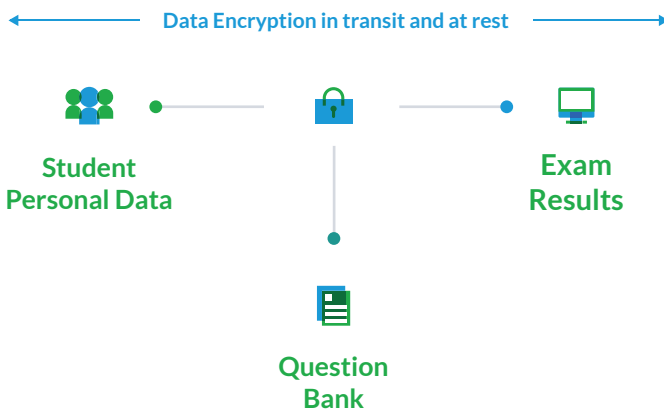 Data Encryption in transit and at rest
Student
Personal Data
Exam
Results
Question
Bank